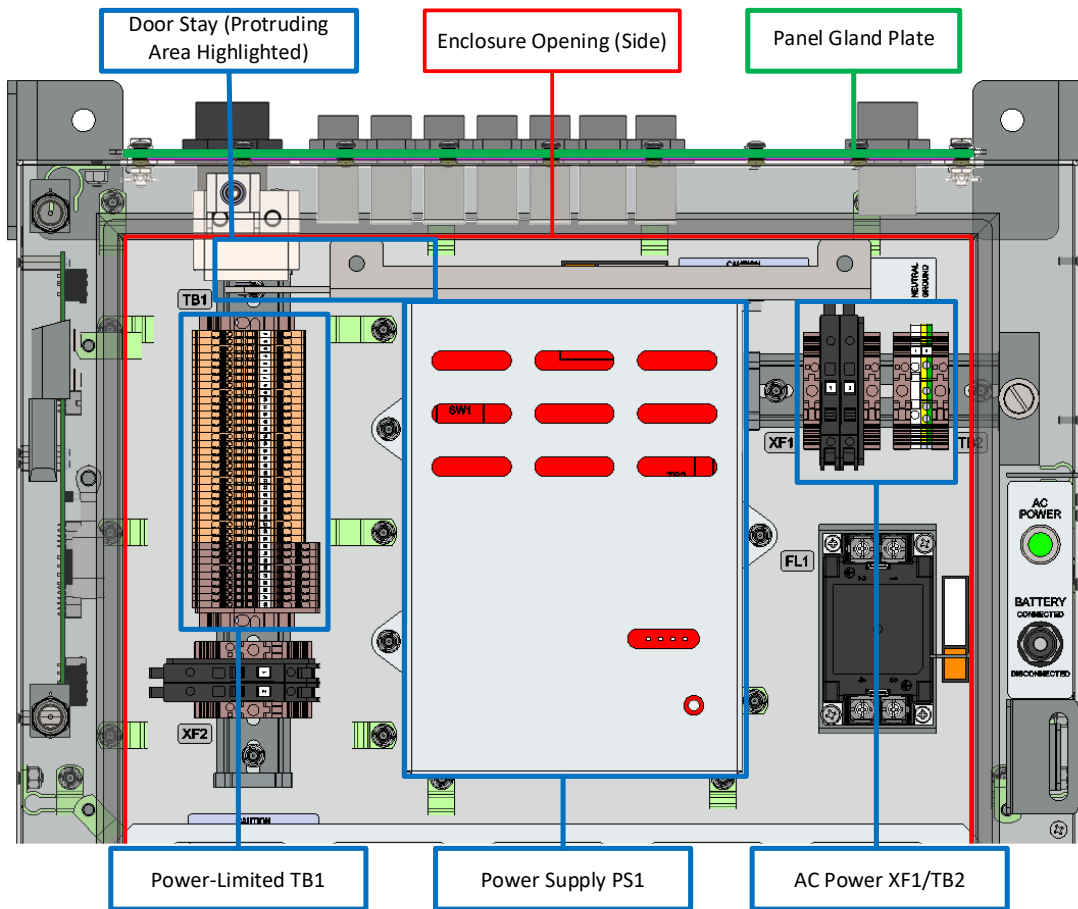 Door Stay (Protruding
Area Highlighted)
Enclosure Opening (Side)
Panel Gland Plate
CAUTION
NEUTRAL
GROUND
TB1
SW1
XF1
TB2
AC
POWER
FL1
BATTERY
CONNECTED
DISCONNECTED
XF2
CAUTION
Power-Limited TB1
Power Supply PS1
AC Power XF1/TB2